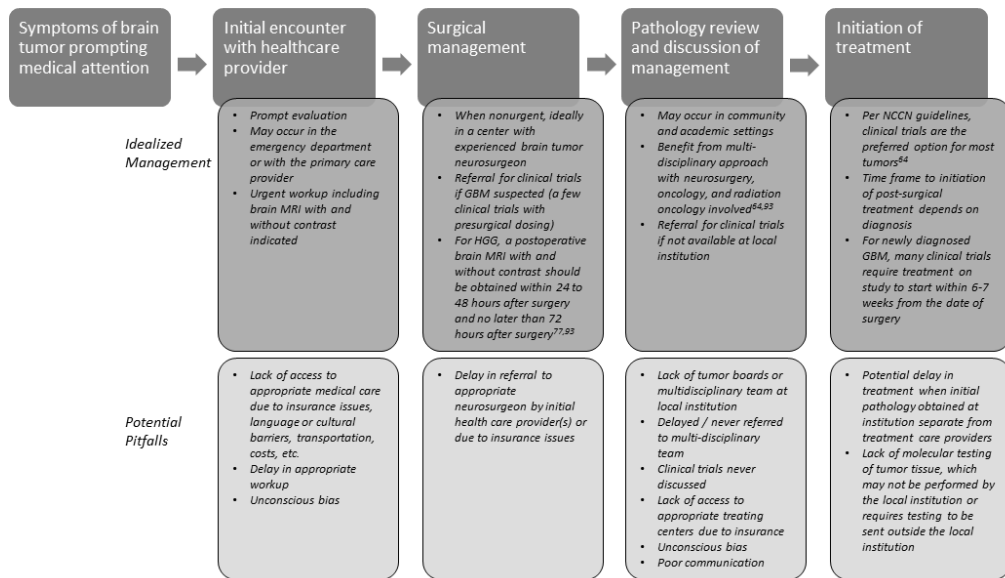 Symptoms of brain
tumor prompting
medical attention
Initial encounter
with healthcare
provider
Surgical
management
Pathology review
and discussion of
management
Initiation of
treatment
Idealized
Management
• Prompt evaluation
• May occur in the
emergency department
or with the primary care
provider
• Urgent workup including
brain MRI with and
without contrast
indicated
• When nonurgent, ideally
in a center with
experienced brain tumor
neurosurgeon
• Referral for clinical trials
if GBM suspected (a few
clinical trials with
presurgical dosing)
• For HGG, a postoperative
brain MRI with and
without contrast should
be obtained within 24 to
48 hours after surgery
and no later than 72
hours after surgery77,93
• May occur in community
and academic settings
• Benefit from multi-
disciplinary approach
with neurosurgery,
oncology, and radiation
oncology involved64,93
• Referral for clinical trials
if not available at local
institution
• Per NCCN guidelines,
clinical trials are the
preferred option for most
tumors64
• Time frame to initiation
of post-surgical
treatment depends on
diagnosis
• For newly diagnosed
GBM, many clinical trials
require treatment on
study to start within 6-7
weeks from the date of
surgery
Potential
Pitfalls
• Lack of access to
appropriate medical care
due to insurance issues,
language or cultural
barriers, transportation,
costs, etc.
• Delay in appropriate
workup
• Unconscious bias
• Delay in referral to
appropriate
neurosurgeon by initial
health care provider(s) or
due to insurance issues
• Lack of tumor boards or
multidisciplinary team at
local institution
• Delayed / never referred
to multi-disciplinary
team
• Clinical trials never
discussed
• Lack of access to
appropriate treating
centers due to insurance
• Unconscious bias
• Poor communication
• Potential delay in
treatment when initial
pathology obtained at
institution separate from
treatment care providers
• Lack of molecular testing
of tumor tissue, which
may not be performed by
the local institution or
requires testing to be
sent outside the local
institution